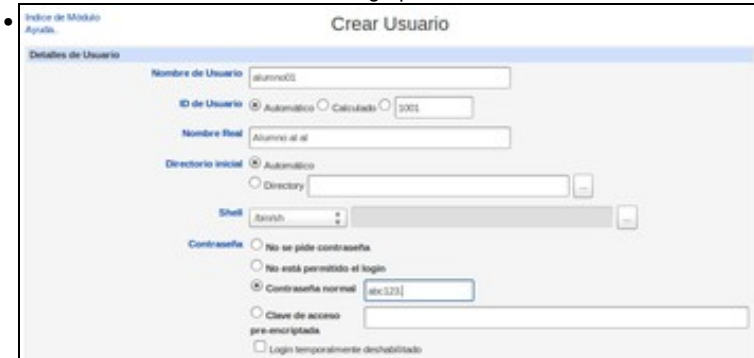 Índice de Módulo
Ayuda..
Crear Usuario
Detalles de Usuario
Nombre de Usuario alumno01
ID de Usuario Automático Calculado 1001
Nombre Real Alumno al al
Directorio inicial Automático
Directory ...
Shell /bin/sh ...
Contraseña No se pide contraseña
No está permitido el login
Contraseña normal abc123.
Clave de acceso
pre-encriptada
Login temporalmente deshabilitado